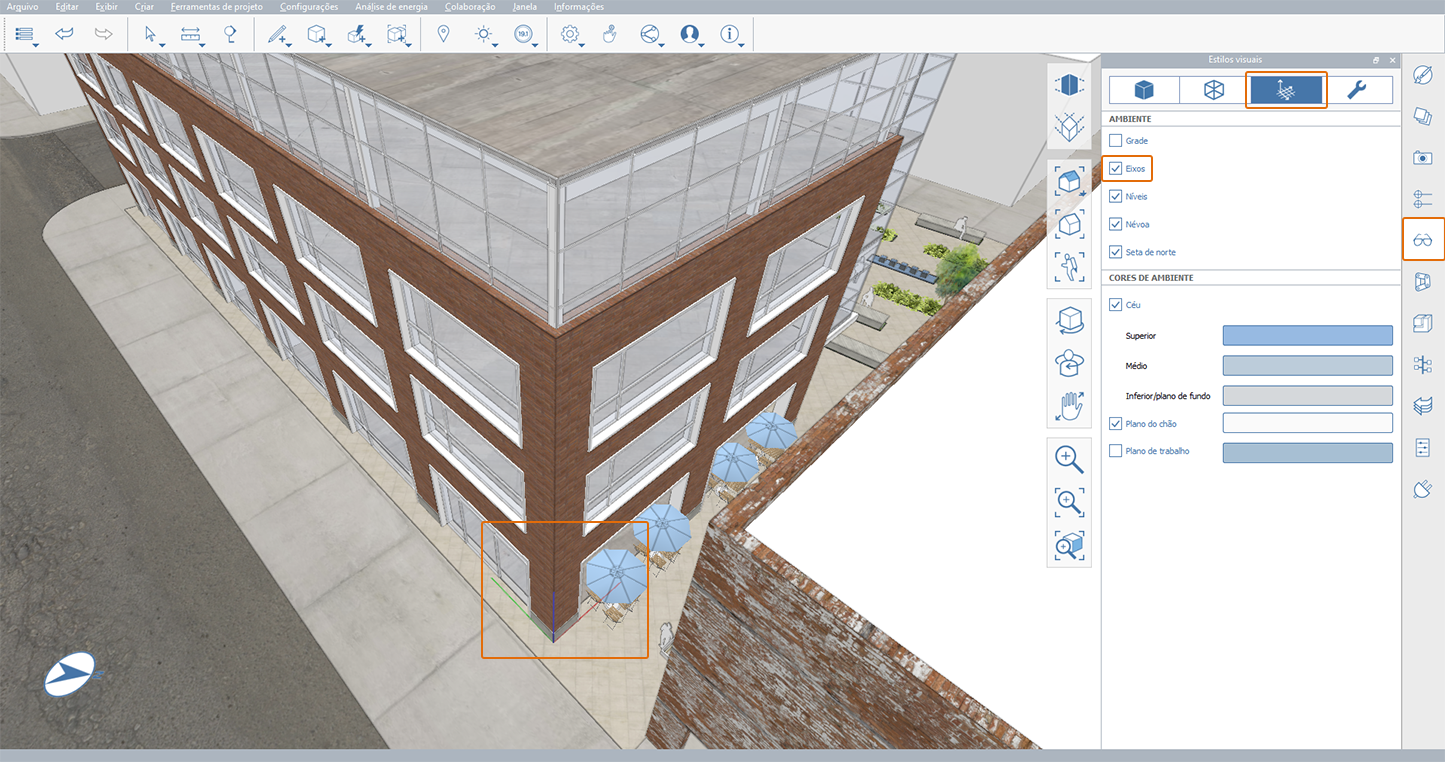 Arquivo Editar Exibir Criar Ferramentas de projeto Configurações Análise de energia Colaboração Janela Informações
19.1
Estilos visuais
AMBIENTE
Grade
Eixos
Níveis
Névoa
Seta de norte
CORES DE AMBIENTE
Céu
Superior
Médio
Inferior/plano de fundo
Plano do chão
Plano de trabalho